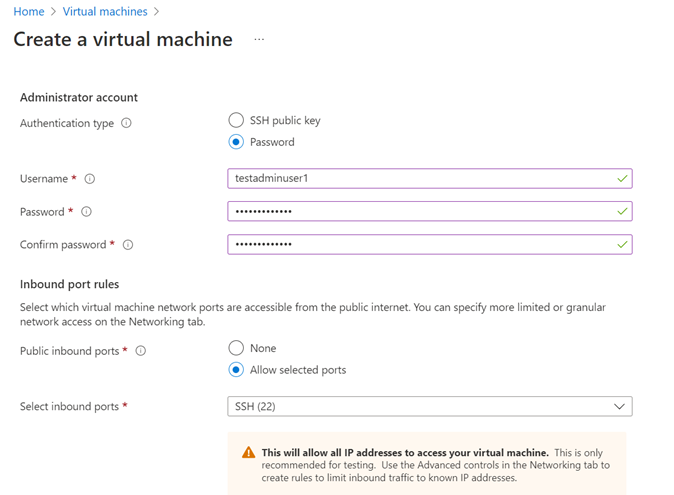 Home > Virtual machines >
Create a virtual machine ...
Administrator account
Authentication type
SSH public key
Password
Username *
testadminuser1
Password *
•••••••••••••
Confirm password *
•••••••••••••
Inbound port rules
Select which virtual machine network ports are accessible from the public internet. You can specify more limited or granular
network access on the Networking tab.
Public inbound ports *
None
Allow selected ports
Select inbound ports *
SSH (22)
This will allow all IP addresses to access your virtual machine. This is only
recommended for testing. Use the Advanced controls in the Networking tab to
create rules to limit inbound traffic to known IP addresses.